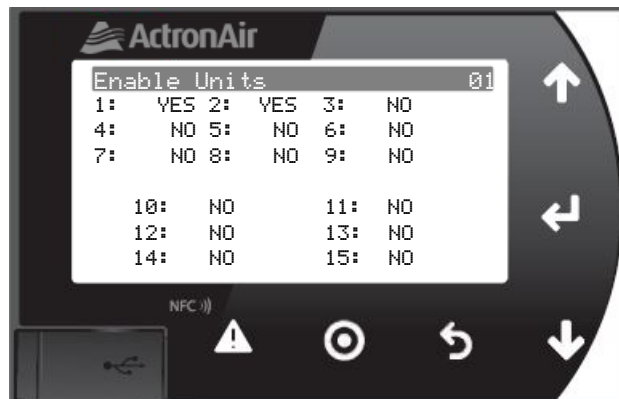 ActronAir
Enable Units 01
1: YES 2: YES 3: NO
4: NO 5: NO 6: NO
7: NO 8: NO 9: NO
10: NO 11: NO
12: NO 13: NO
14: NO 15: NO
NFC